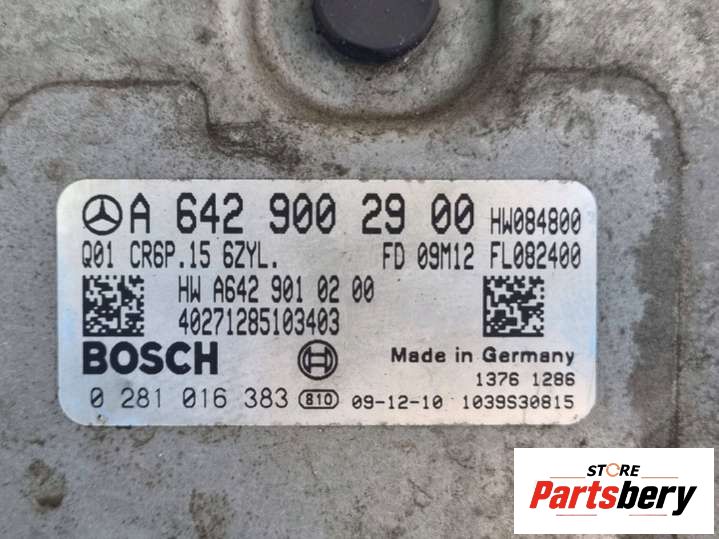 A 642 900 29 00 HW084800
Q01 CR6P.15 6ZYL. FD 09M12 FL082400
HW A642 901 02 00
40271285103403
BOSCH
Made in Germany
1376 1286
0 281 016 383 810 09-12-10 1039S30815
STORE
Partsbery